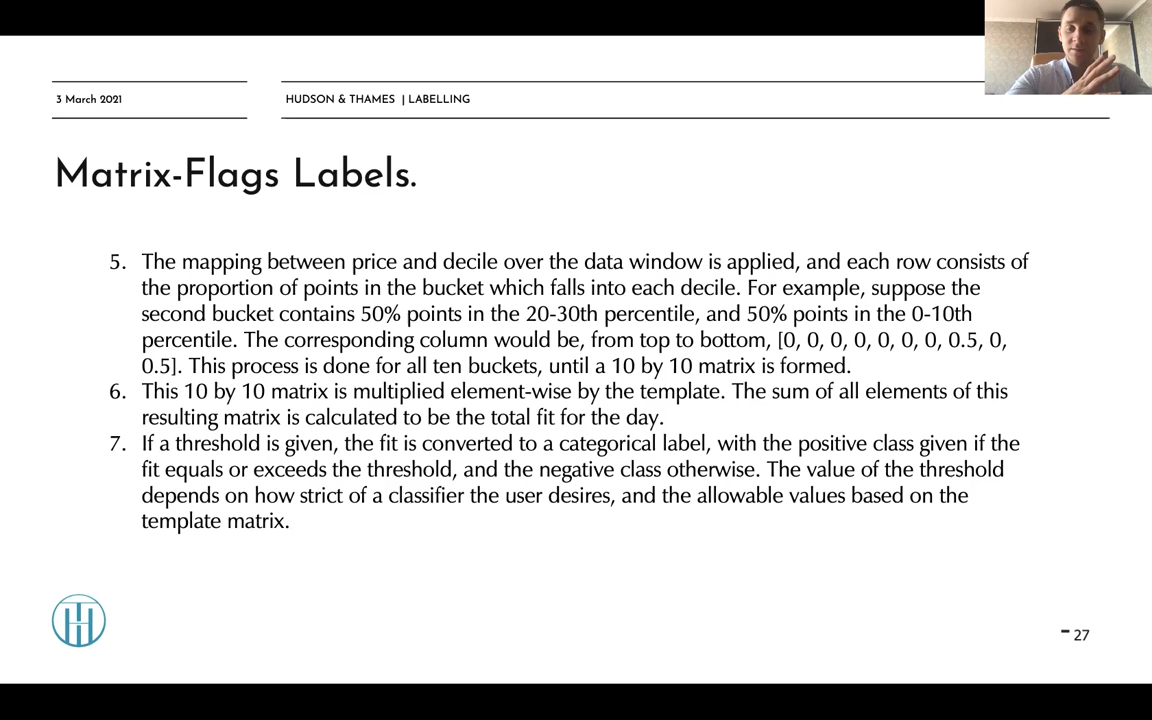 3 March 2021
HUDSON & THAMES | LABELLING
Matrix-Flags Labels.
5. The mapping between price and decile over the data window is applied, and each row consists of
the proportion of points in the bucket which falls into each decile. For example, suppose the
second bucket contains 50% points in the 20-30th percentile, and 50% points in the 0-10th
percentile. The corresponding column would be, from top to bottom, [0, 0, 0, 0, 0, 0, 0, 0.5, 0,
0.5]. This process is done for all ten buckets, until a 10 by 10 matrix is formed.
6. This 10 by 10 matrix is multiplied element-wise by the template. The sum of all elements of this
resulting matrix is calculated to be the total fit for the day.
7. If a threshold is given, the fit is converted to a categorical label, with the positive class given if the
fit equals or exceeds the threshold, and the negative class otherwise. The value of the threshold
depends on how strict of a classifier the user desires, and the allowable values based on the
template matrix.
- 27